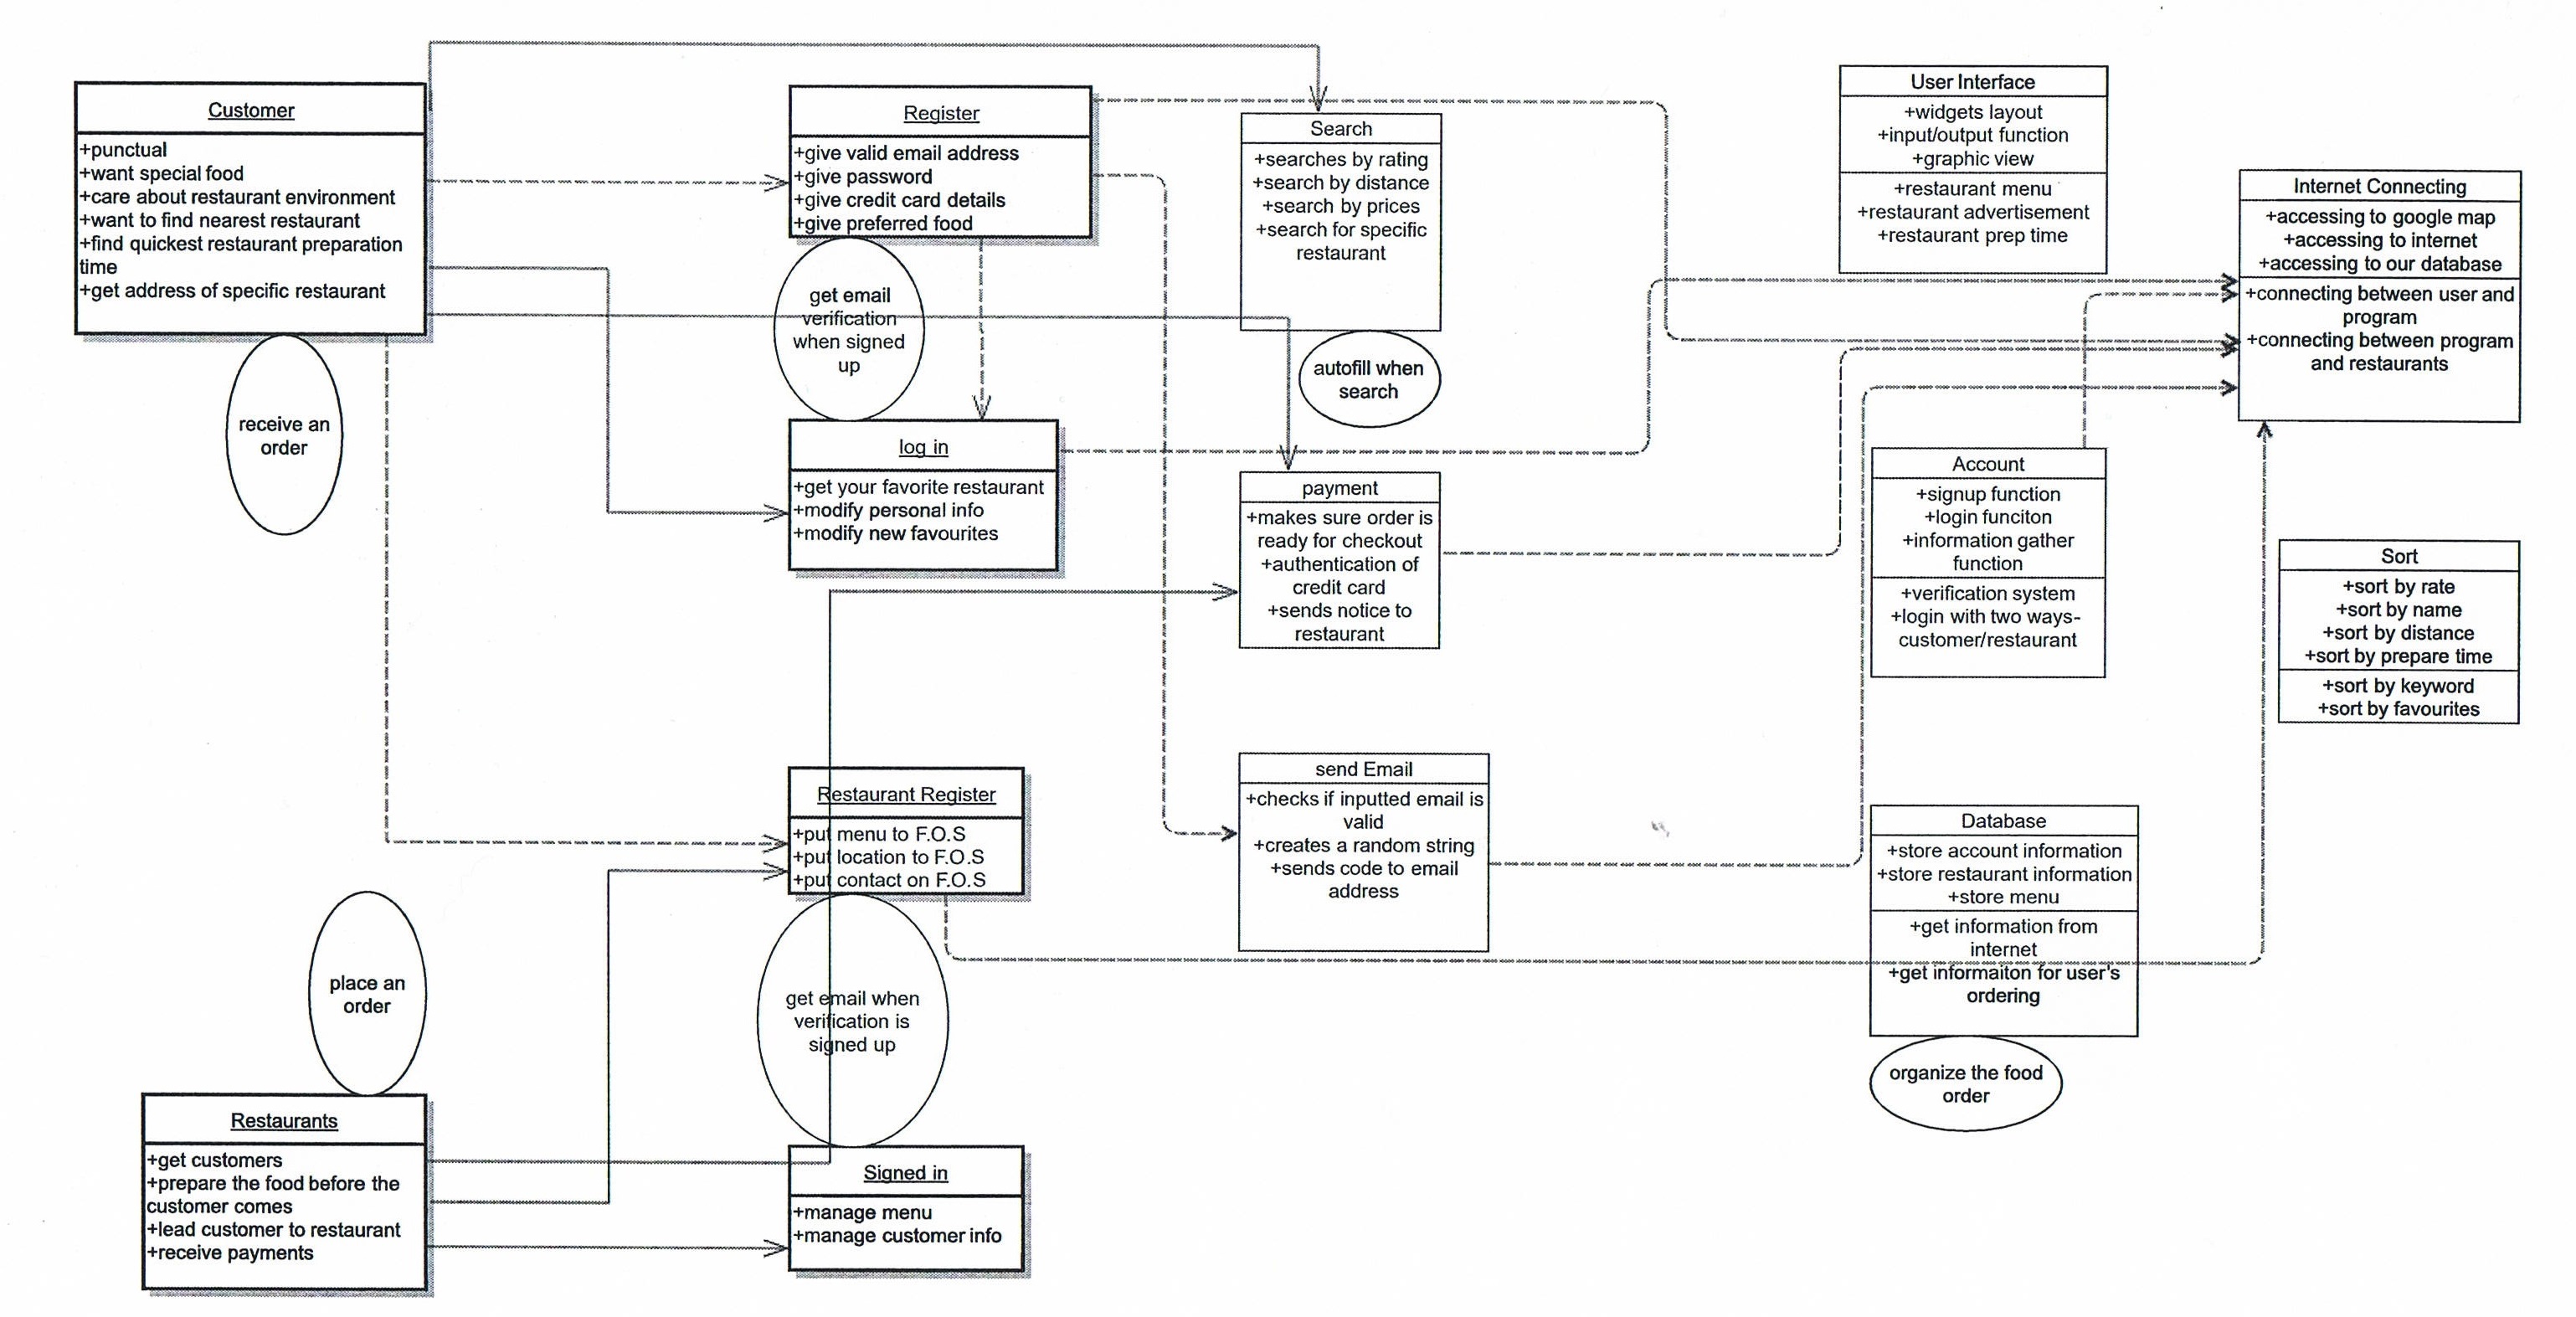 Customer
+punctual
+want special food
+care about restaurant environment
+want to find nearest restaurant
+find quickest restaurant preparation
time
+get address of specific restaurant
receive an
order
Register
+give valid email address
+give password
+give credit card details
+give preferred food
get email
verification
when signed
up
log in
+get your favorite restaurant
+modify personal info
+modify new favourites
Search
+searches by rating
+search by distance
+search by prices
+search for specific
restaurant
autofill when
search
payment
+makes sure order is
ready for checkout
+authentication of
credit card
+sends notice to
restaurant
User Interface
+widgets layout
+input/output function
+graphic view
+restaurant menu
+restaurant advertisement
+restaurant prep time
Internet Connecting
+accessing to google map
+accessing to internet
+accessing to our database
+connecting between user and
program
+connecting between program
and restaurants
Account
+signup function
+login funciton
+information gather
function
+verification system
+login with two ways-
customer/restaurant
Sort
+sort by rate
+sort by name
+sort by distance
+sort by prepare time
+sort by keyword
+sort by favourites
Restaurant Register
+put menu to F.O.S
+put location to F.O.S
+put contact on F.O.S
get email when
verification is
signed up
send Email
+checks if inputted email is
valid
+creates a random string
+sends code to email
address
Database
+store account information
+store restaurant information
+store menu
+get information from
internet
+get informaiton for user's
ordering
organize the food
order
place an
order
Restaurants
+get customers
+prepare the food before the
customer comes
+lead customer to restaurant
+receive payments
Signed in
+manage menu
+manage customer info